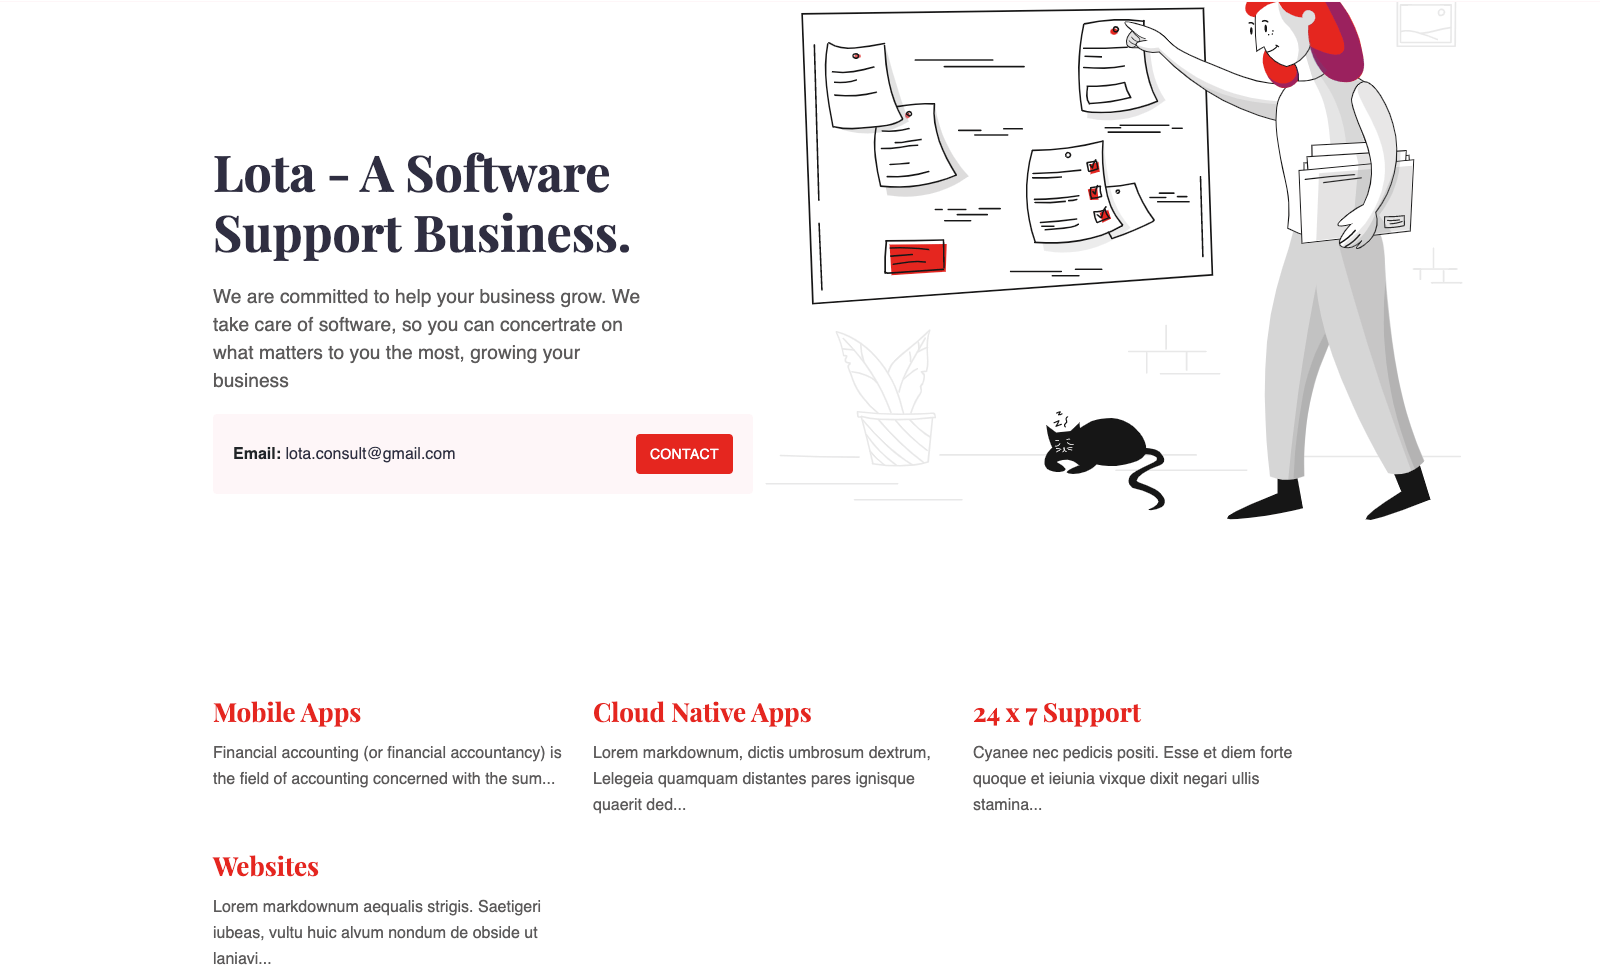 Lota - A Software
Support Business.
We are committed to help your business grow. We
take care of software, so you can concertrate on
what matters to you the most, growing your
business
Email: lota.consult@gmail.com
CONTACT
Mobile Apps
Financial accounting (or financial accountancy) is
the field of accounting concerned with the sum...
Cloud Native Apps
Lorem markdownum, dictis umbrosum dextrum,
Lelegeia quamquam distantes pares ignisque
quaerit ded...
24 x 7 Support
Cyanee nec pedicis positi. Esse et diem forte
quoque et ieiunia vixque dixit negari ullis
stamina...
Websites
Lorem markdownum aequalis strigis. Saetigeri
iubeas, vultu huic alvum nondum de obside ut
laniavi...